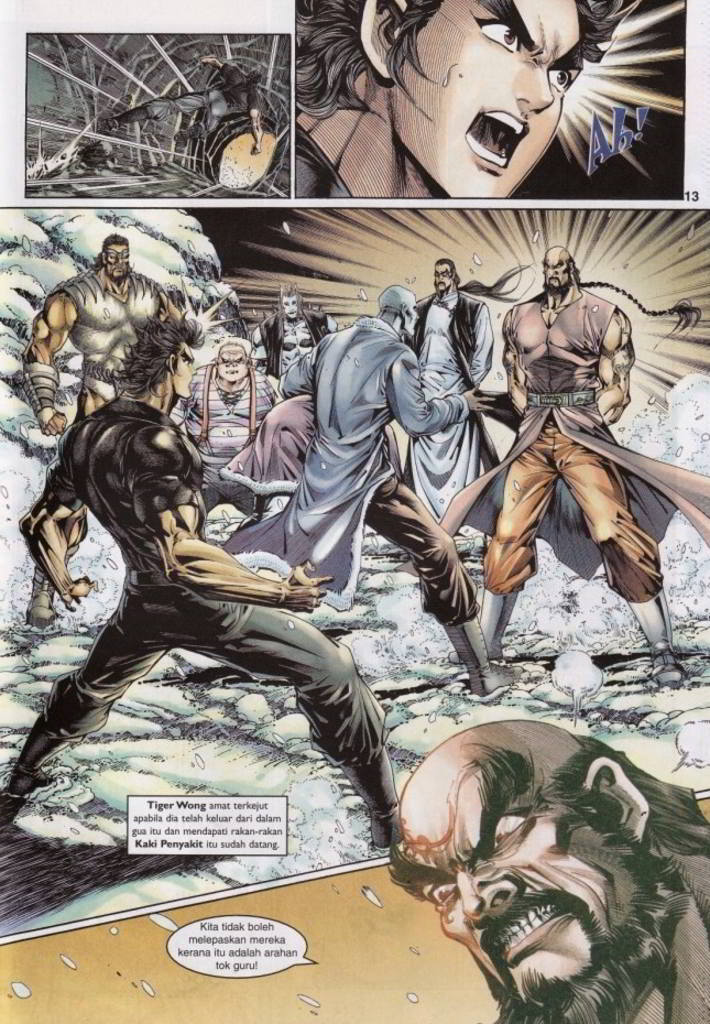 Ah!
13
Tiger Wong amat terkejut
apabila dia telah keluar dari dalam
gua itu dan mendapati rakan-rakan
Kaki Penyakit itu sudah datang.
Kita tidak boleh
melepaskan mereka
kerana itu adalah arahan
tok guru!